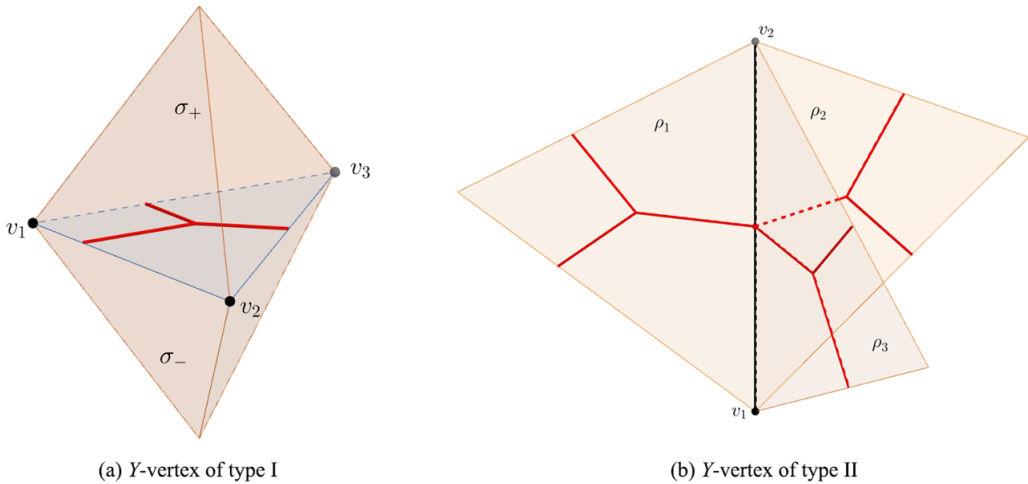 σ₊
v₃
v₁
v₂
σ₋
(a) Y-vertex of type I
v₂
ρ₁
ρ₂
ρ₃
v₁
(b) Y-vertex of type II